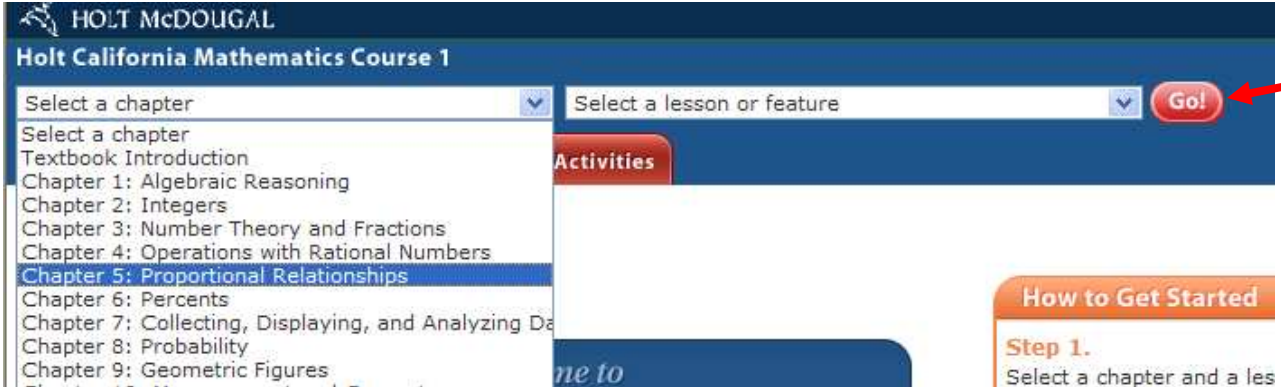 HOLT McDOUGAL
Holt California Mathematics Course 1
Select a chapter
Select a lesson or feature
Go!
Select a chapter
Textbook Introduction
Chapter 1: Algebraic Reasoning
Chapter 2: Integers
Chapter 3: Number Theory and Fractions
Chapter 4: Operations with Rational Numbers
Chapter 5: Proportional Relationships
Chapter 6: Percents
Chapter 7: Collecting, Displaying, and Analyzing Da
Chapter 8: Probability
Chapter 9: Geometric Figures
Activities
me to
How to Get Started
Step 1.
Select a chapter and a les